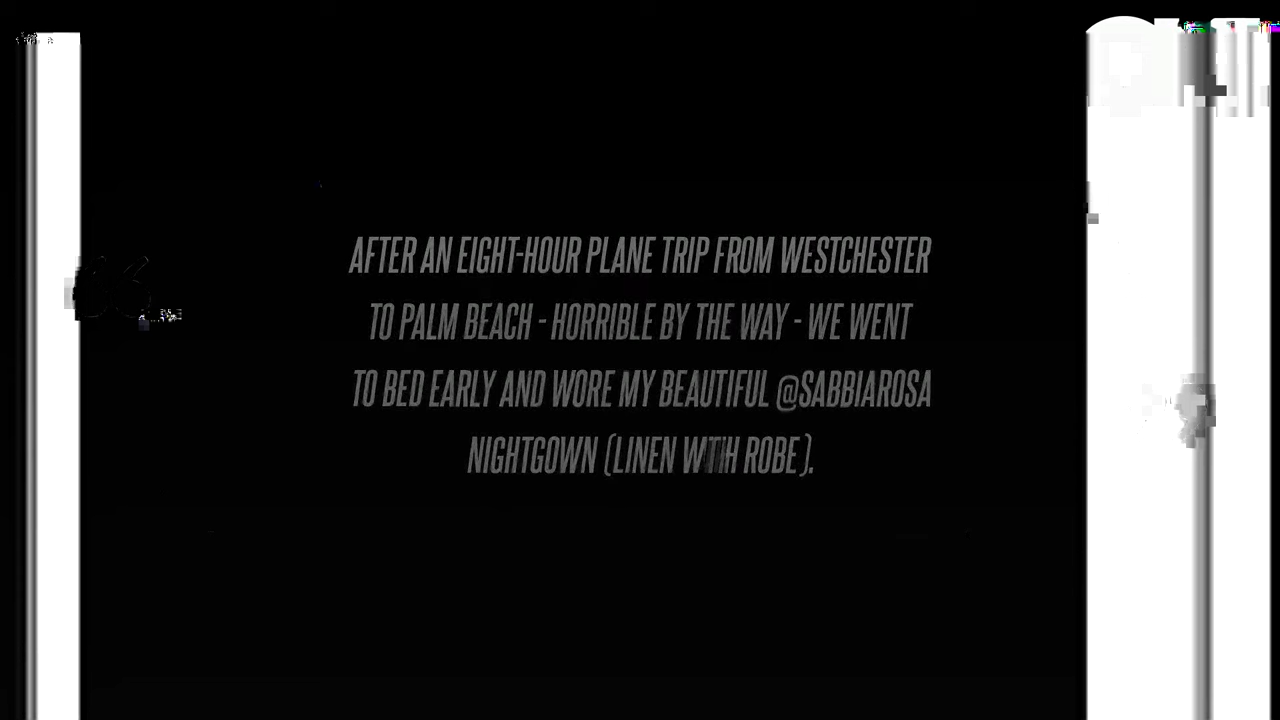 AFTER AN EIGHT-HOUR PLANE TRIP FROM WESTCHESTER
TO PALM BEACH - HORRIBLE BY THE WAY - WE WENT
TO BED EARLY AND WORE MY BEAUTIFUL @SABBIAROSA
NIGHTGOWN (LINEN WTIH ROBE).